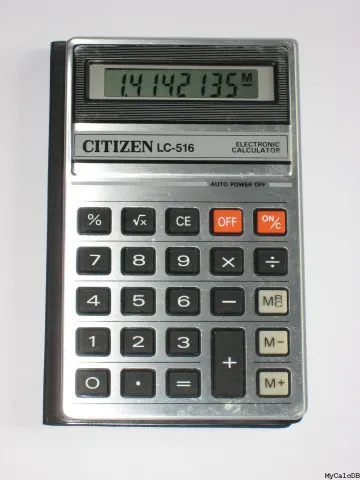 1.4142135 M
CITIZEN LC-516 ELECTRONIC CALCULATOR
AUTO POWER OFF
% √x CE OFF ON/C
7 8 9 × ÷
4 5 6 − MRC
1 2 3 + M−
0 · = M+
MyCalcDB